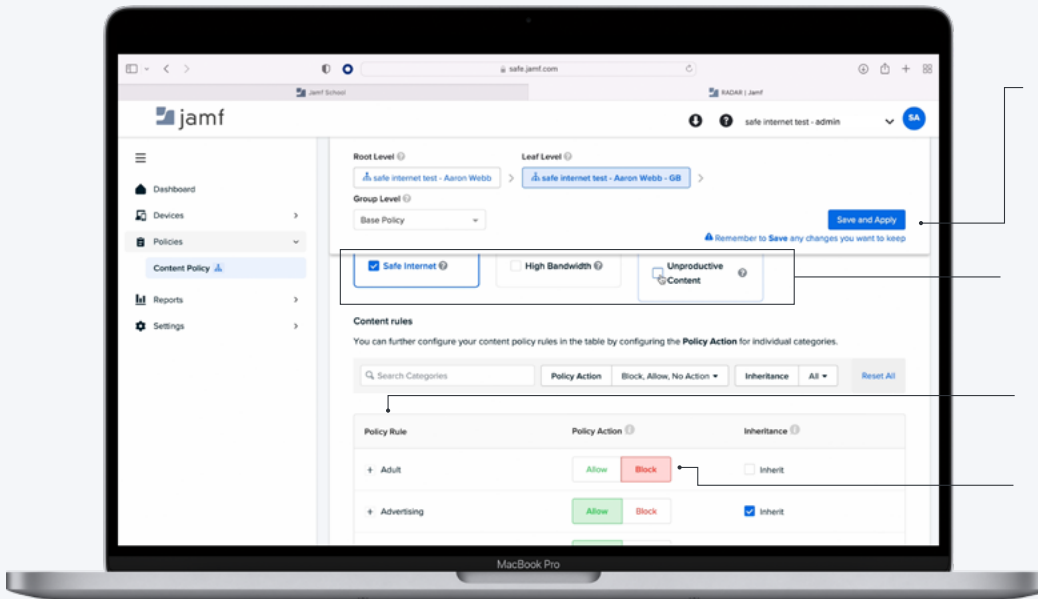 safe.jamf.com
Jamf School
RADAR | Jamf
jamf
safe internet test - admin
SA
Root Level
Leaf Level
safe internet test - Aaron Webb
safe internet test - Aaron Webb - GB
Group Level
Base Policy
Save and Apply
Remember to Save any changes you want to keep
Dashboard
Devices
Policies
Content Policy
Reports
Settings
Safe Internet
High Bandwidth
Unproductive
Content
Content rules
You can further configure your content policy rules in the table by configuring the Policy Action for individual categories.
Search Categories
Policy Action
Block, Allow, No Action
Inheritance
All
Reset All
Policy Rule
Policy Action
Inheritance
+ Adult
Allow
Block
Inherit
+ Advertising
Allow
Block
Inherit
MacBook Pro